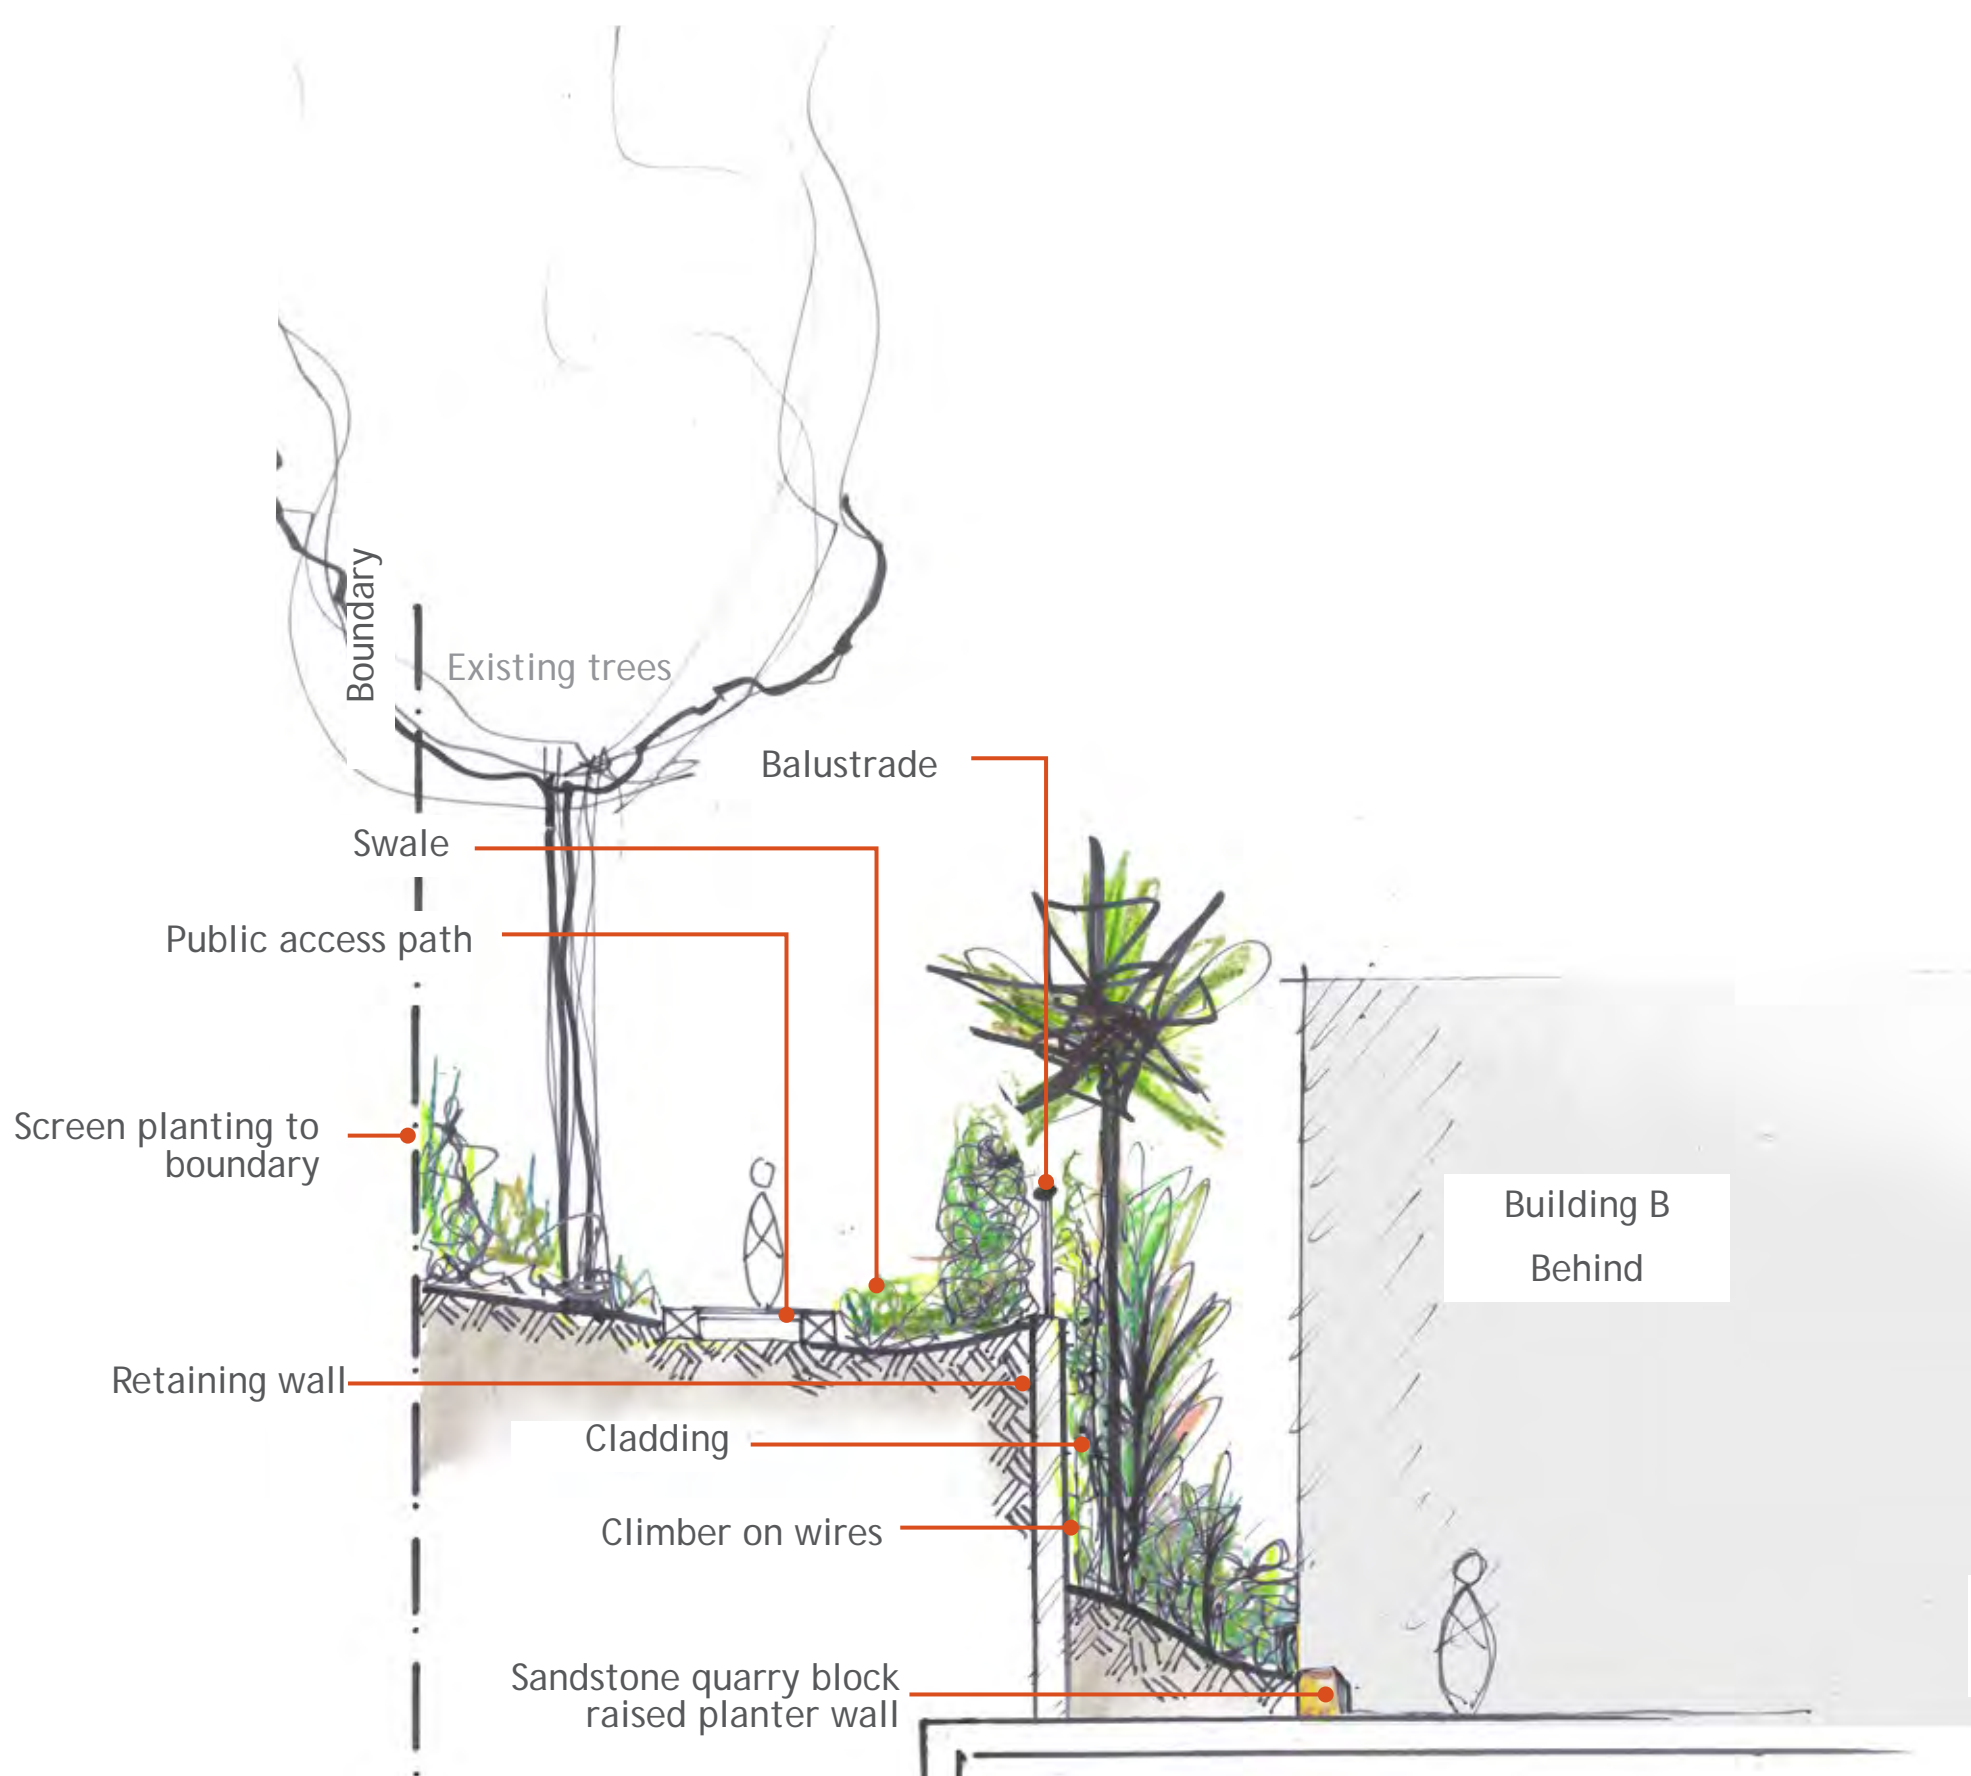 Boundary
Existing trees
Balustrade
Swale
Public access path
Screen planting to
boundary
Building B
Behind
Retaining wall
Cladding
Climber on wires
Sandstone quarry block
raised planter wall